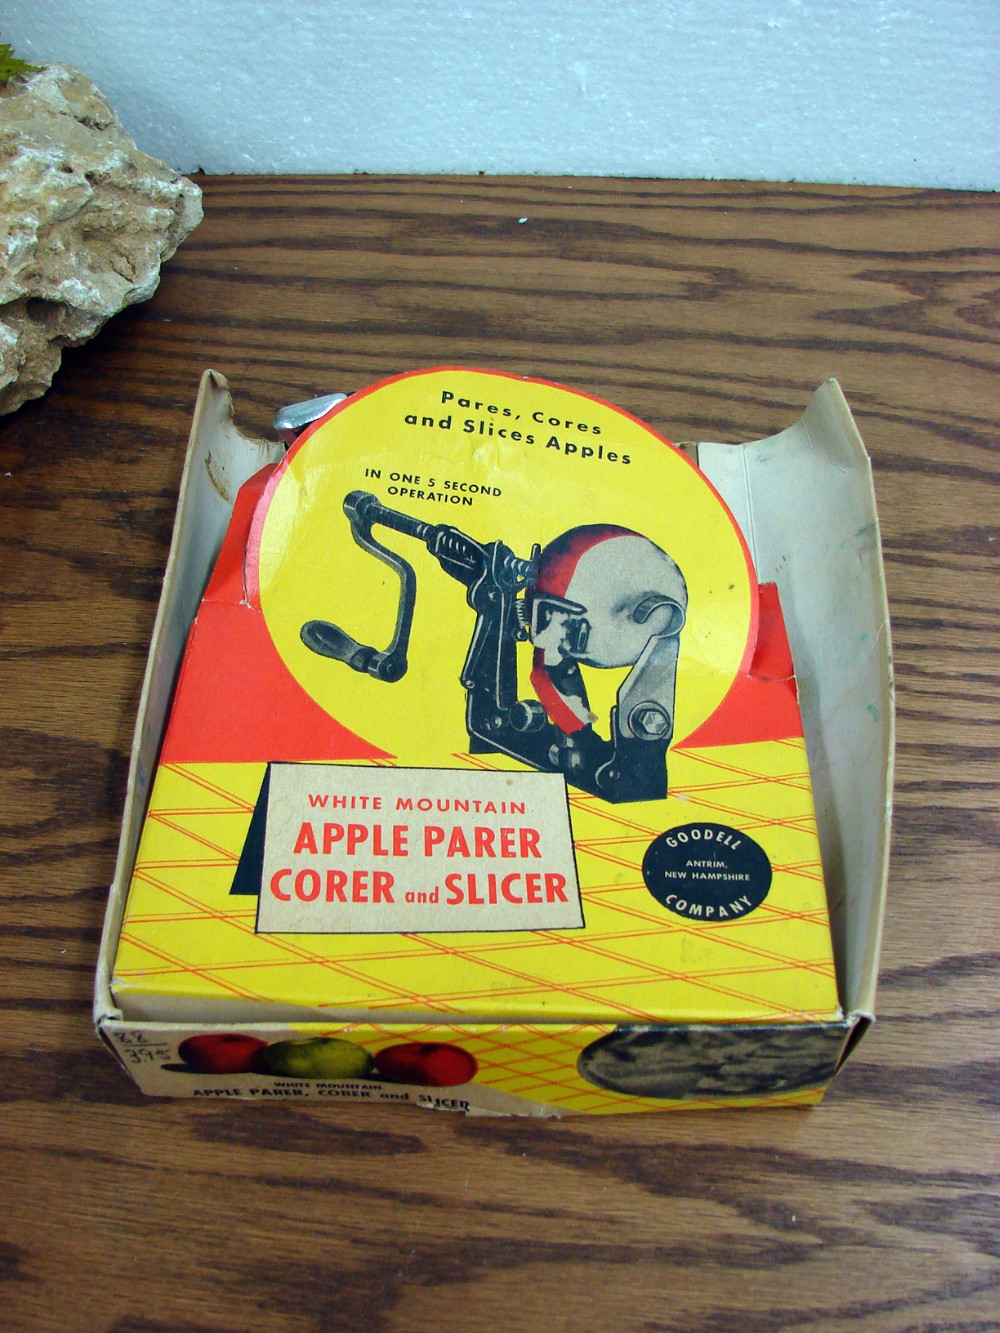 Pares, Cores
and Slices Apples
IN ONE 5 SECOND
OPERATION
WHITE MOUNTAIN
APPLE PARER
CORER and SLICER
GOODELL
ANTRIM,
NEW HAMPSHIRE
COMPANY
88
395
WHITE MOUNTAIN
APPLE PARER, CORER and SLICER